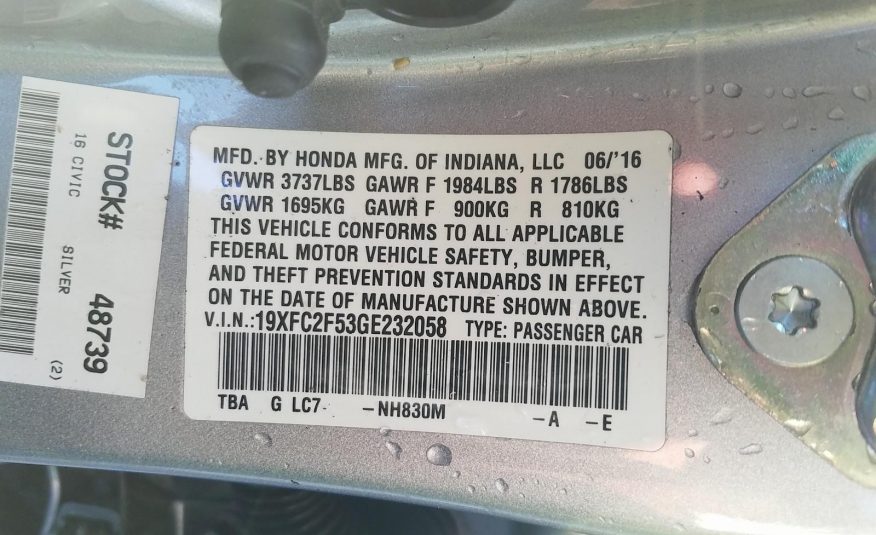 STOCK# 48739
16 CIVIC SILVER (2)
MFD. BY HONDA MFG. OF INDIANA, LLC 06/'16
GVWR 3737LBS GAWR F 1984LBS R 1786LBS
GVWR 1695KG GAWR F 900KG R 810KG
THIS VEHICLE CONFORMS TO ALL APPLICABLE
FEDERAL MOTOR VEHICLE SAFETY, BUMPER,
AND THEFT PREVENTION STANDARDS IN EFFECT
ON THE DATE OF MANUFACTURE SHOWN ABOVE.
V.I.N.:19XFC2F53GE232058 TYPE: PASSENGER CAR
TBA G LC7- -NH830M -A -E